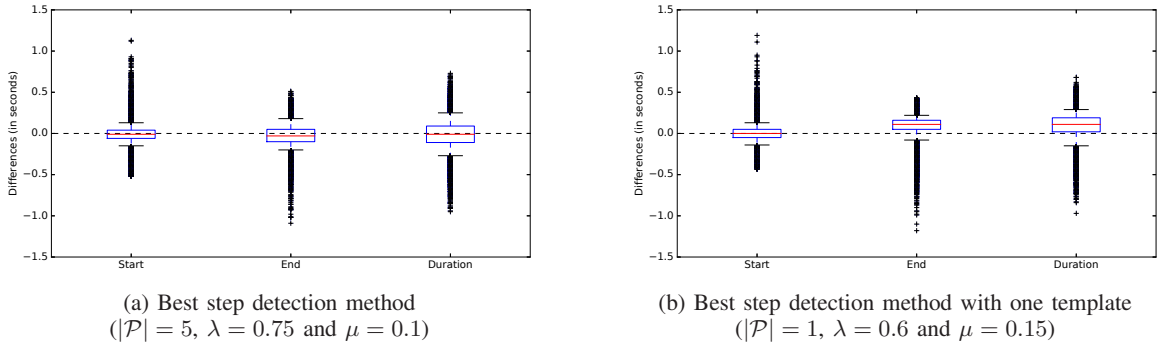 1.5
1.0
0.5
0.0
−0.5
−1.0
−1.5
Differences (in seconds)
Start End Duration
(a) Best step detection method
(|𝒫| = 5, λ = 0.75 and μ = 0.1)
1.5
1.0
0.5
0.0
−0.5
−1.0
−1.5
Differences (in seconds)
Start End Duration
(b) Best step detection method with one template
(|𝒫| = 1, λ = 0.6 and μ = 0.15)